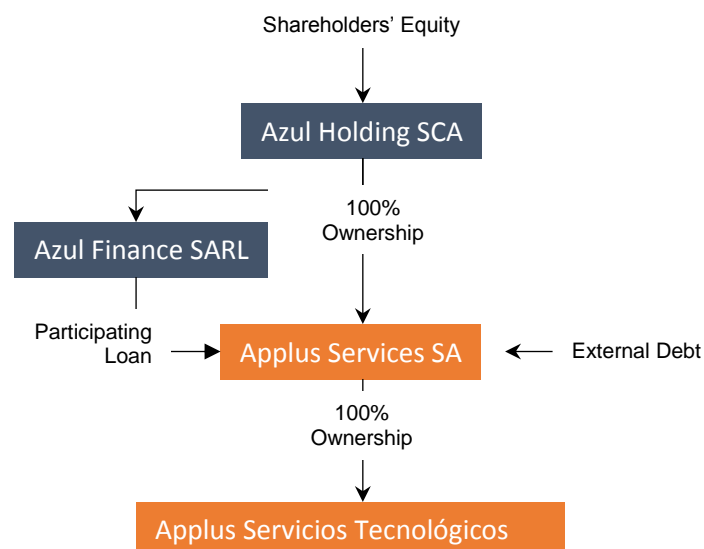 Shareholders’ Equity
Azul Holding SCA
100%
Ownership
Azul Finance SARL
Participating
Loan
Applus Services SA
External Debt
100%
Ownership
Applus Servicios Tecnológicos